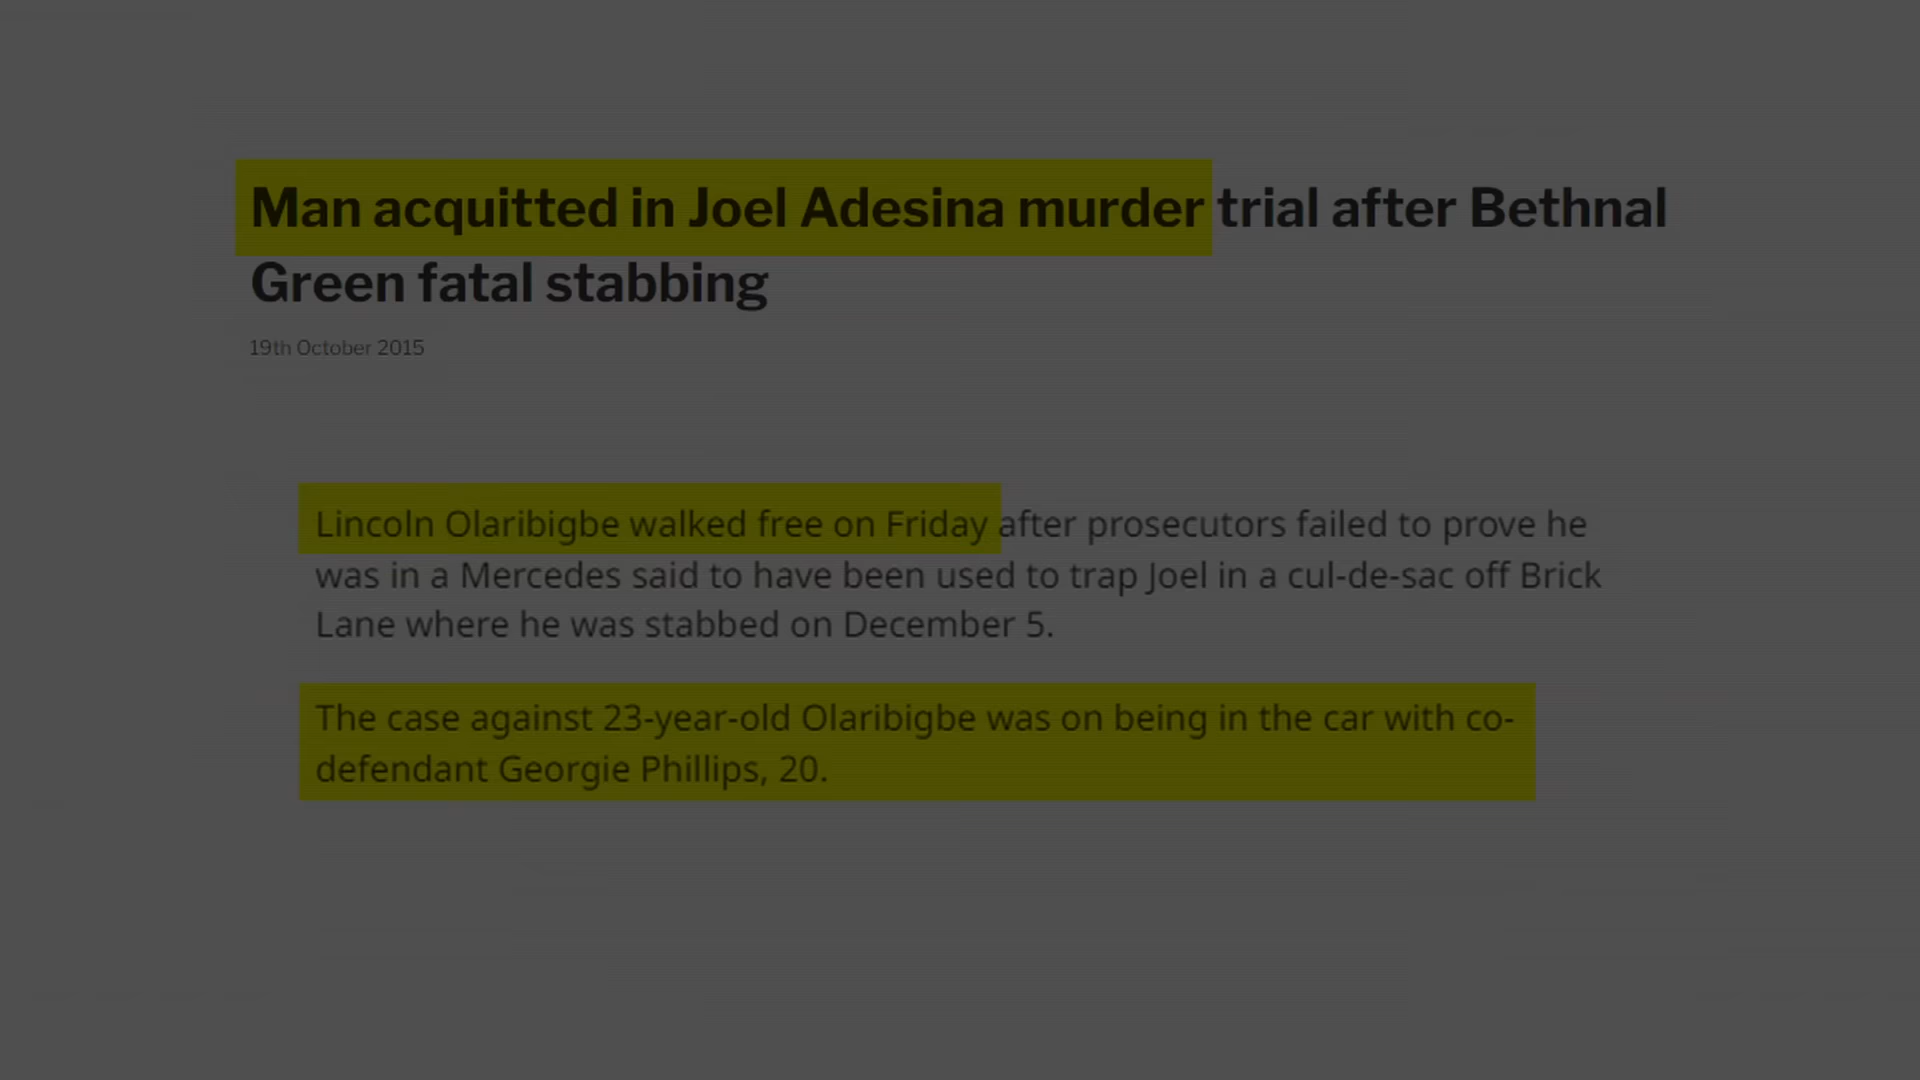 Man acquitted in Joel Adesina murder trial after Bethnal
Green fatal stabbing
19th October 2015
Lincoln Olaribigbe walked free on Friday after prosecutors failed to prove he
was in a Mercedes said to have been used to trap Joel in a cul-de-sac off Brick
Lane where he was stabbed on December 5.
The case against 23-year-old Olaribigbe was on being in the car with co-
defendant Georgie Phillips, 20.